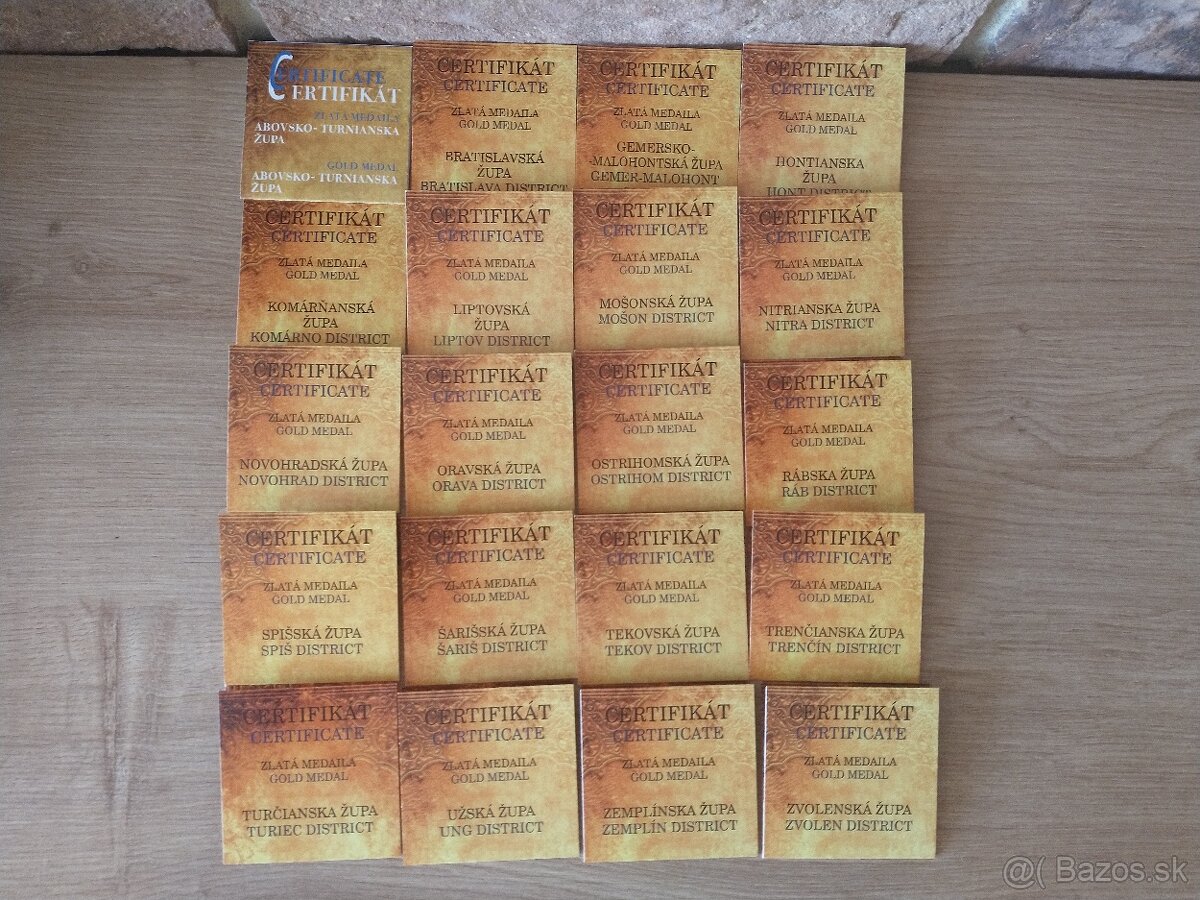 CERTIFICATE
CERTIFIKÁT
ZLATÁ MEDAILA
ABOVSKO- TURNIANSKA
ŽUPA
GOLD MEDAL
ABOVSKO- TURNIANSKA
ŽUPA
CERTIFIKÁT
CERTIFICATE
ZLATÁ MEDAILA
GOLD MEDAL
BRATISLAVSKÁ
ŽUPA
BRATISLAVA DISTRICT
CERTIFIKÁT
CERTIFICATE
ZLATÁ MEDAILA
GOLD MEDAL
GEMERSKO-
-MALOHONTSKÁ ŽUPA
GEMER-MALOHONT
CERTIFIKÁT
CERTIFICATE
ZLATÁ MEDAILA
GOLD MEDAL
HONTIANSKA
ŽUPA
HONT DISTRICT
CERTIFIKÁT
CERTIFICATE
ZLATÁ MEDAILA
GOLD MEDAL
KOMÁRŇANSKÁ
ŽUPA
KOMÁRNO DISTRICT
CERTIFIKÁT
CERTIFICATE
ZLATÁ MEDAILA
GOLD MEDAL
LIPTOVSKÁ
ŽUPA
LIPTOV DISTRICT
CERTIFIKÁT
CERTIFICATE
ZLATÁ MEDAILA
GOLD MEDAL
MOŠONSKÁ ŽUPA
MOŠON DISTRICT
CERTIFIKÁT
CERTIFICATE
ZLATÁ MEDAILA
GOLD MEDAL
NITRIANSKA ŽUPA
NITRA DISTRICT
CERTIFIKÁT
CERTIFICATE
ZLATÁ MEDAILA
GOLD MEDAL
NOVOHRADSKÁ ŽUPA
NOVOHRAD DISTRICT
CERTIFIKÁT
CERTIFICATE
ZLATÁ MEDAILA
GOLD MEDAL
ORAVSKÁ ŽUPA
ORAVA DISTRICT
CERTIFIKÁT
CERTIFICATE
ZLATÁ MEDAILA
GOLD MEDAL
OSTRIHOMSKÁ ŽUPA
OSTRIHOM DISTRICT
CERTIFIKÁT
CERTIFICATE
ZLATÁ MEDAILA
GOLD MEDAL
RÁBSKA ŽUPA
RÁB DISTRICT
CERTIFIKÁT
CERTIFICATE
ZLATÁ MEDAILA
GOLD MEDAL
SPIŠSKÁ ŽUPA
SPIŠ DISTRICT
CERTIFIKÁT
CERTIFICATE
ZLATÁ MEDAILA
GOLD MEDAL
ŠARIŠSKÁ ŽUPA
ŠARIŠ DISTRICT
CERTIFIKÁT
CERTIFICATE
ZLATÁ MEDAILA
GOLD MEDAL
TEKOVSKÁ ŽUPA
TEKOV DISTRICT
CERTIFIKÁT
CERTIFICATE
ZLATÁ MEDAILA
GOLD MEDAL
TRENČIANSKA ŽUPA
TRENČÍN DISTRICT
CERTIFIKÁT
CERTIFICATE
ZLATÁ MEDAILA
GOLD MEDAL
TURČIANSKA ŽUPA
TURIEC DISTRICT
CERTIFIKÁT
CERTIFICATE
ZLATÁ MEDAILA
GOLD MEDAL
UŽSKÁ ŽUPA
UNG DISTRICT
CERTIFIKÁT
CERTIFICATE
ZLATÁ MEDAILA
GOLD MEDAL
ZEMPLÍNSKA ŽUPA
ZEMPLÍN DISTRICT
CERTIFIKÁT
CERTIFICATE
ZLATÁ MEDAILA
GOLD MEDAL
ZVOLENSKÁ ŽUPA
ZVOLEN DISTRICT
@( Bazos.sk